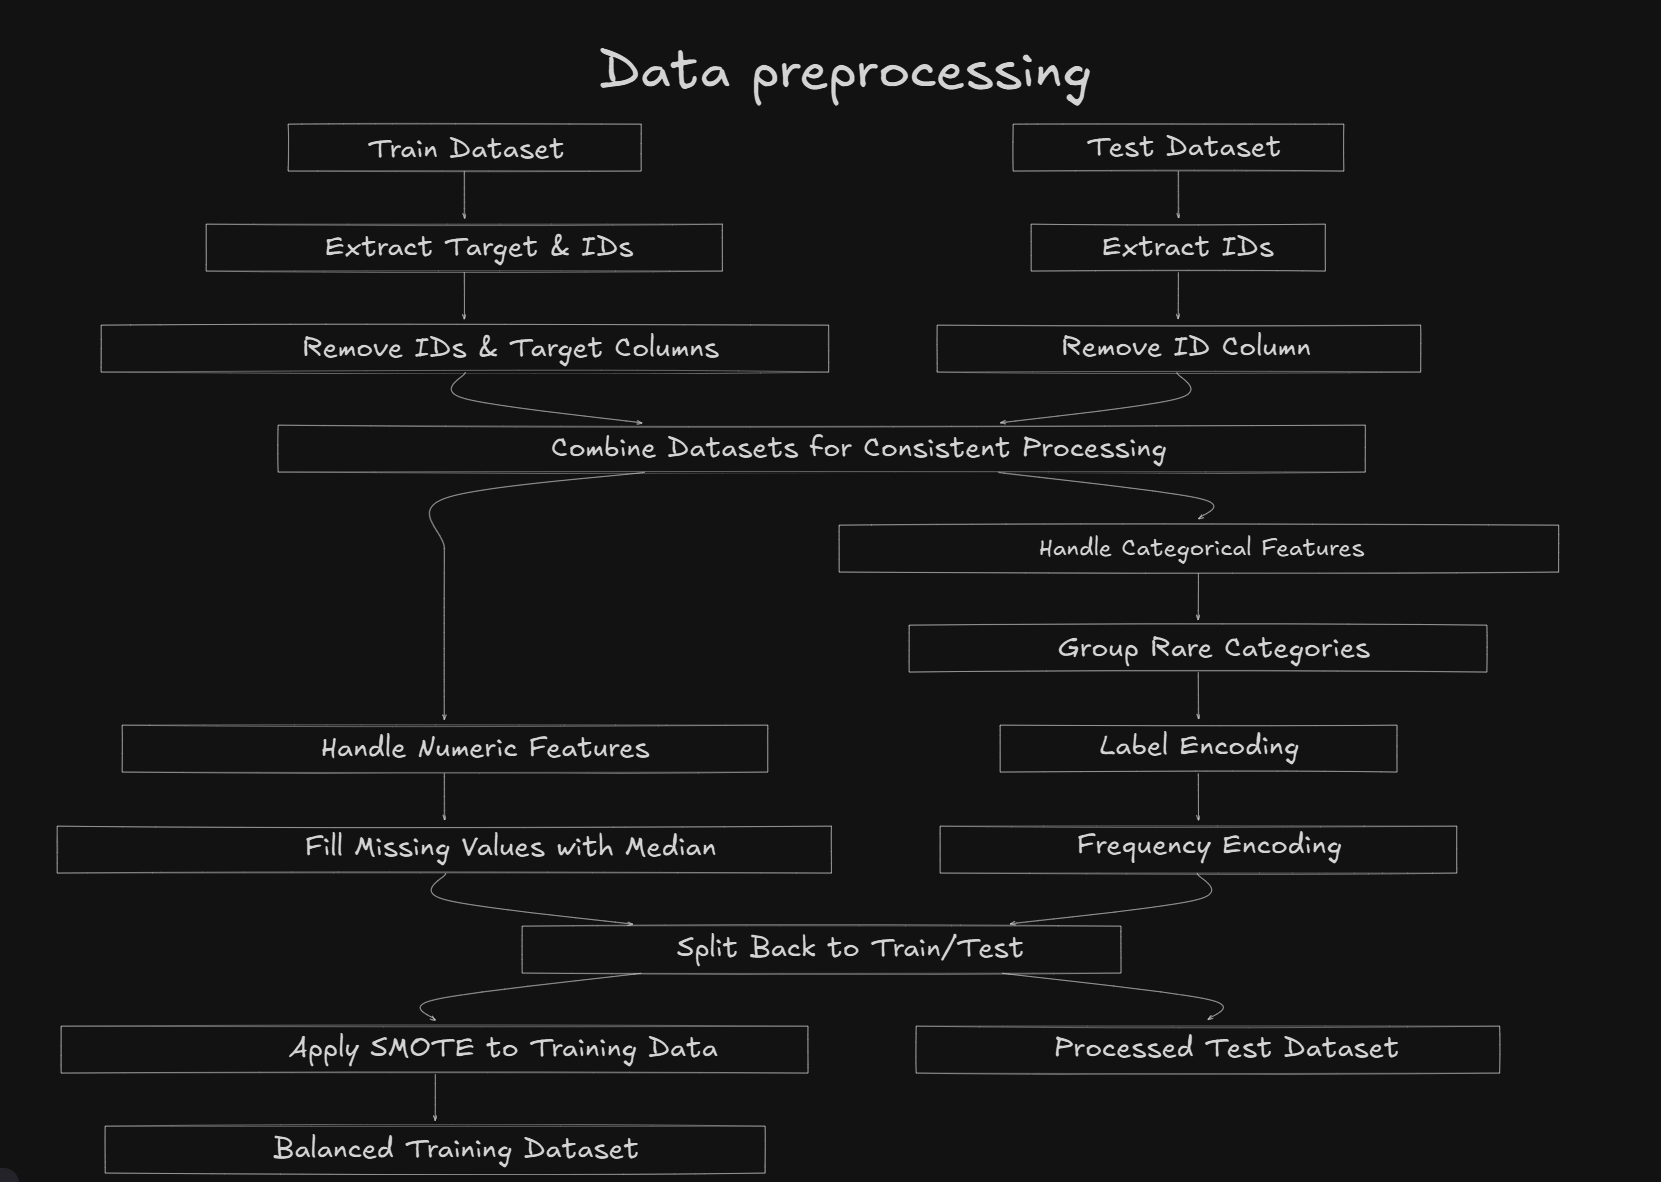 Data preprocessing
Train Dataset
Test Dataset
Extract Target & IDs
Extract IDs
Remove IDs & Target Columns
Remove ID Column
Combine Datasets for Consistent Processing
Handle Categorical Features
Group Rare Categories
Handle Numeric Features
Label Encoding
Fill Missing Values with Median
Frequency Encoding
Split Back to Train/Test
Apply SMOTE to Training Data
Processed Test Dataset
Balanced Training Dataset